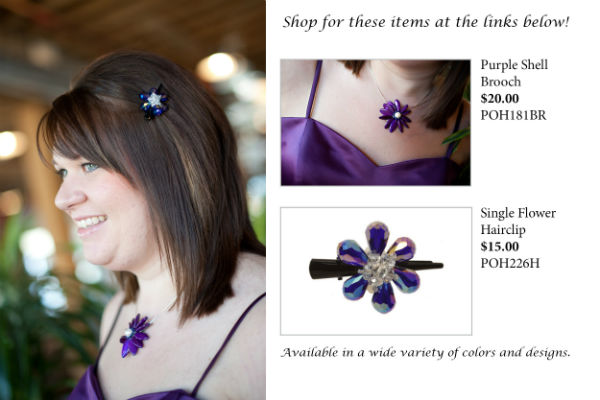 Shop for these items at the links below!
Purple Shell
Brooch
$20.00
POH181BR
Single Flower
Hairclip
$15.00
POH226H
Available in a wide variety of colors and designs.